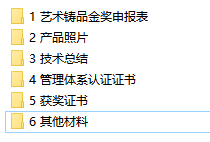 1 艺术铸品金奖申报表
2 产品照片
3 技术总结
4 管理体系认证证书
5 获奖证书
6 其他材料